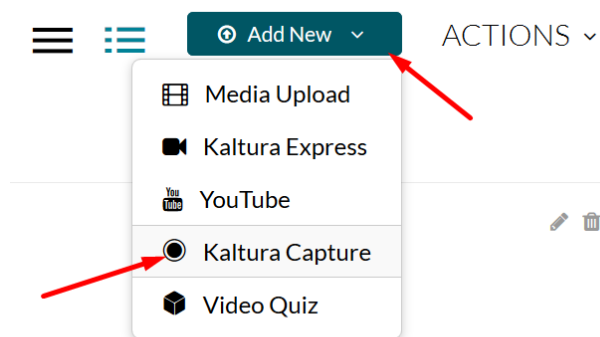 Add New
ACTIONS
Media Upload
Kaltura Express
You Tube YouTube
Kaltura Capture
Video Quiz